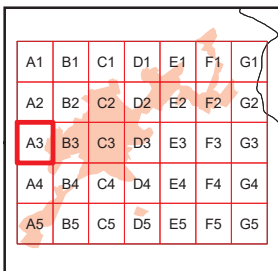 A1 B1 C1 D1 E1 F1 G1
A2 B2 C2 D2 E2 F2 G2
A3 B3 C3 D3 E3 F3 G3
A4 B4 C4 D4 E4 F4 G4
A5 B5 C5 D5 E5 F5 G5